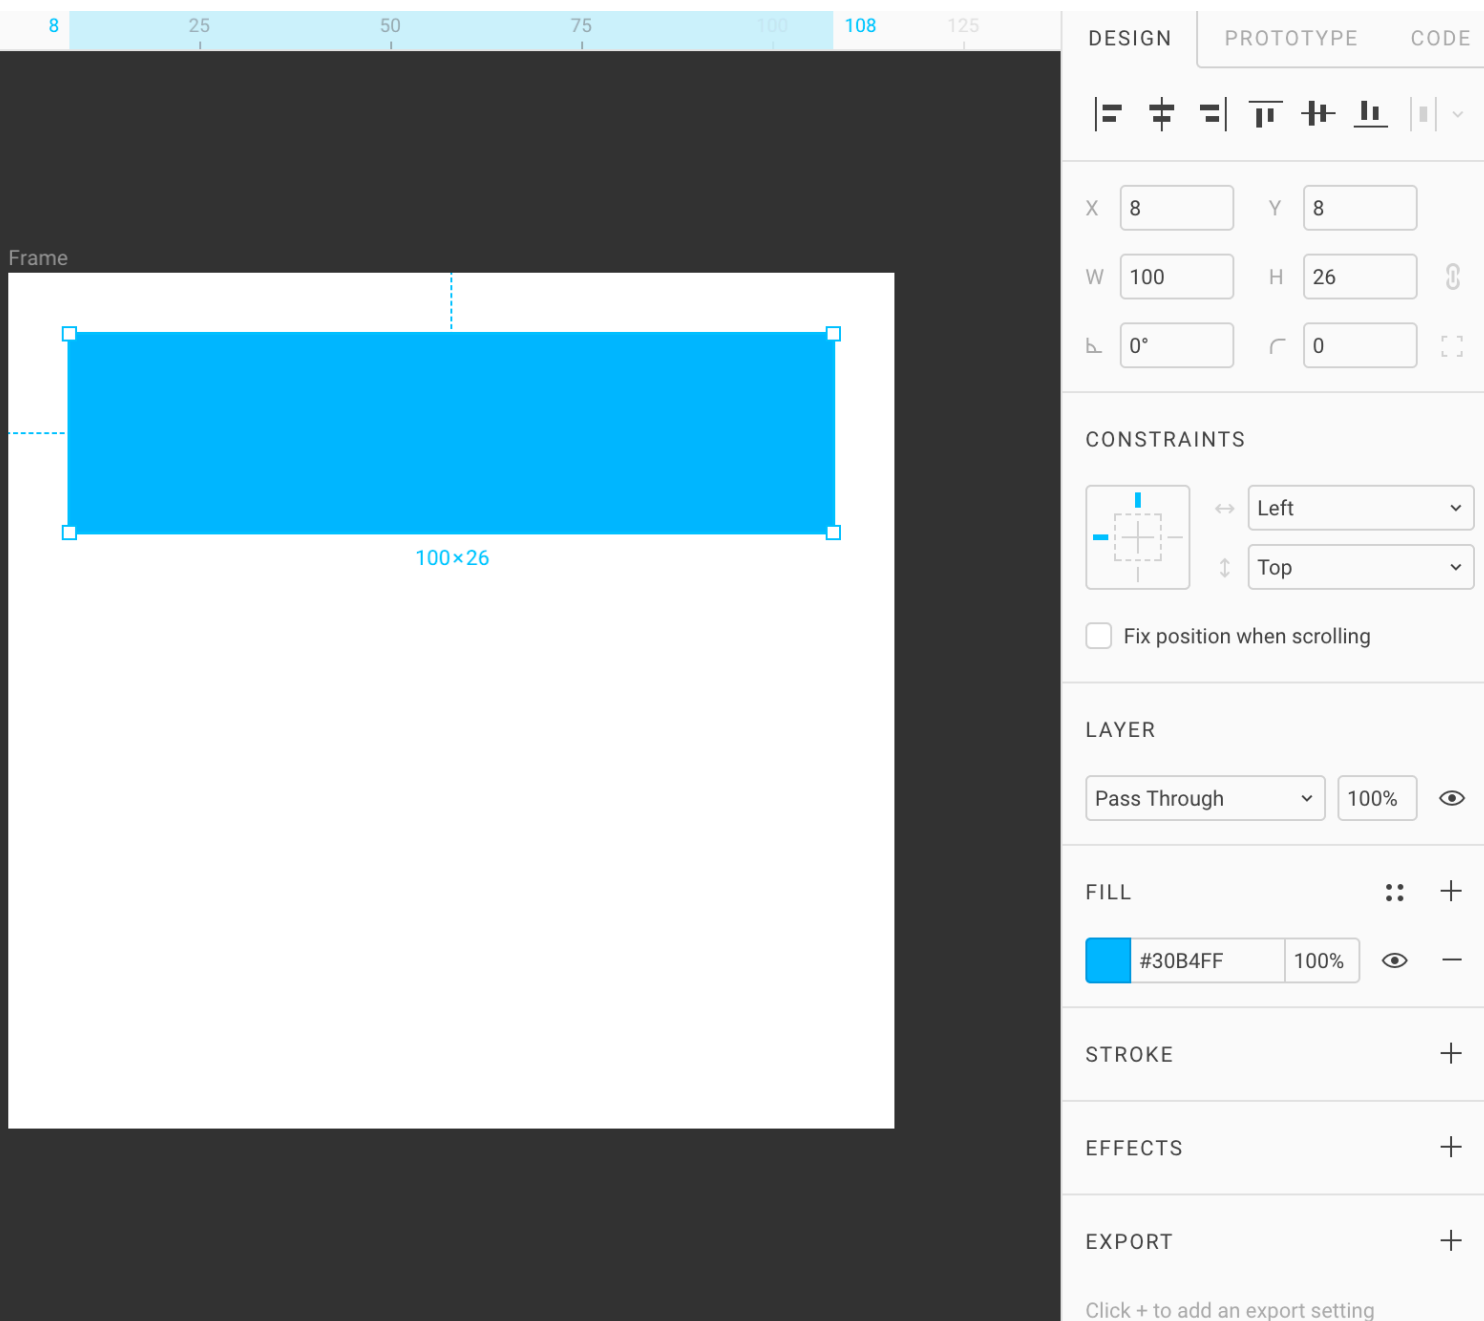 8 25 50 75 100 108 125
DESIGN PROTOTYPE CODE
X 8 Y 8
W 100 H 26
0° 0
Frame
100×26
CONSTRAINTS
Left
Top
Fix position when scrolling
LAYER
Pass Through 100%
FILL
#30B4FF 100%
STROKE
EFFECTS
EXPORT
Click + to add an export setting